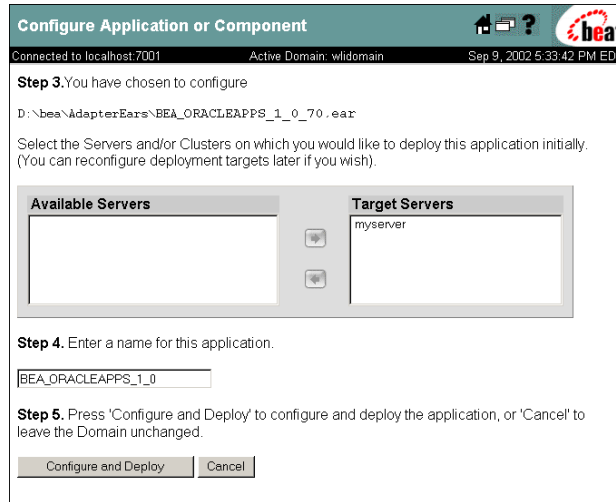 Configure Application or Component
?
bea
Connected to localhost:7001 Active Domain: wlidomain Sep 9, 2002 5:33:42 PM ED
Step 3.You have chosen to configure
D:\bea\AdapterEars\BEA_ORACLEAPPS_1_0_70.ear
Select the Servers and/or Clusters on which you would like to deploy this application initially.
(You can reconfigure deployment targets later if you wish).
Available Servers Target Servers
myserver
Step 4. Enter a name for this application.
BEA_ORACLEAPPS_1_0
Step 5. Press 'Configure and Deploy' to configure and deploy the application, or 'Cancel' to
leave the Domain unchanged.
Configure and Deploy Cancel